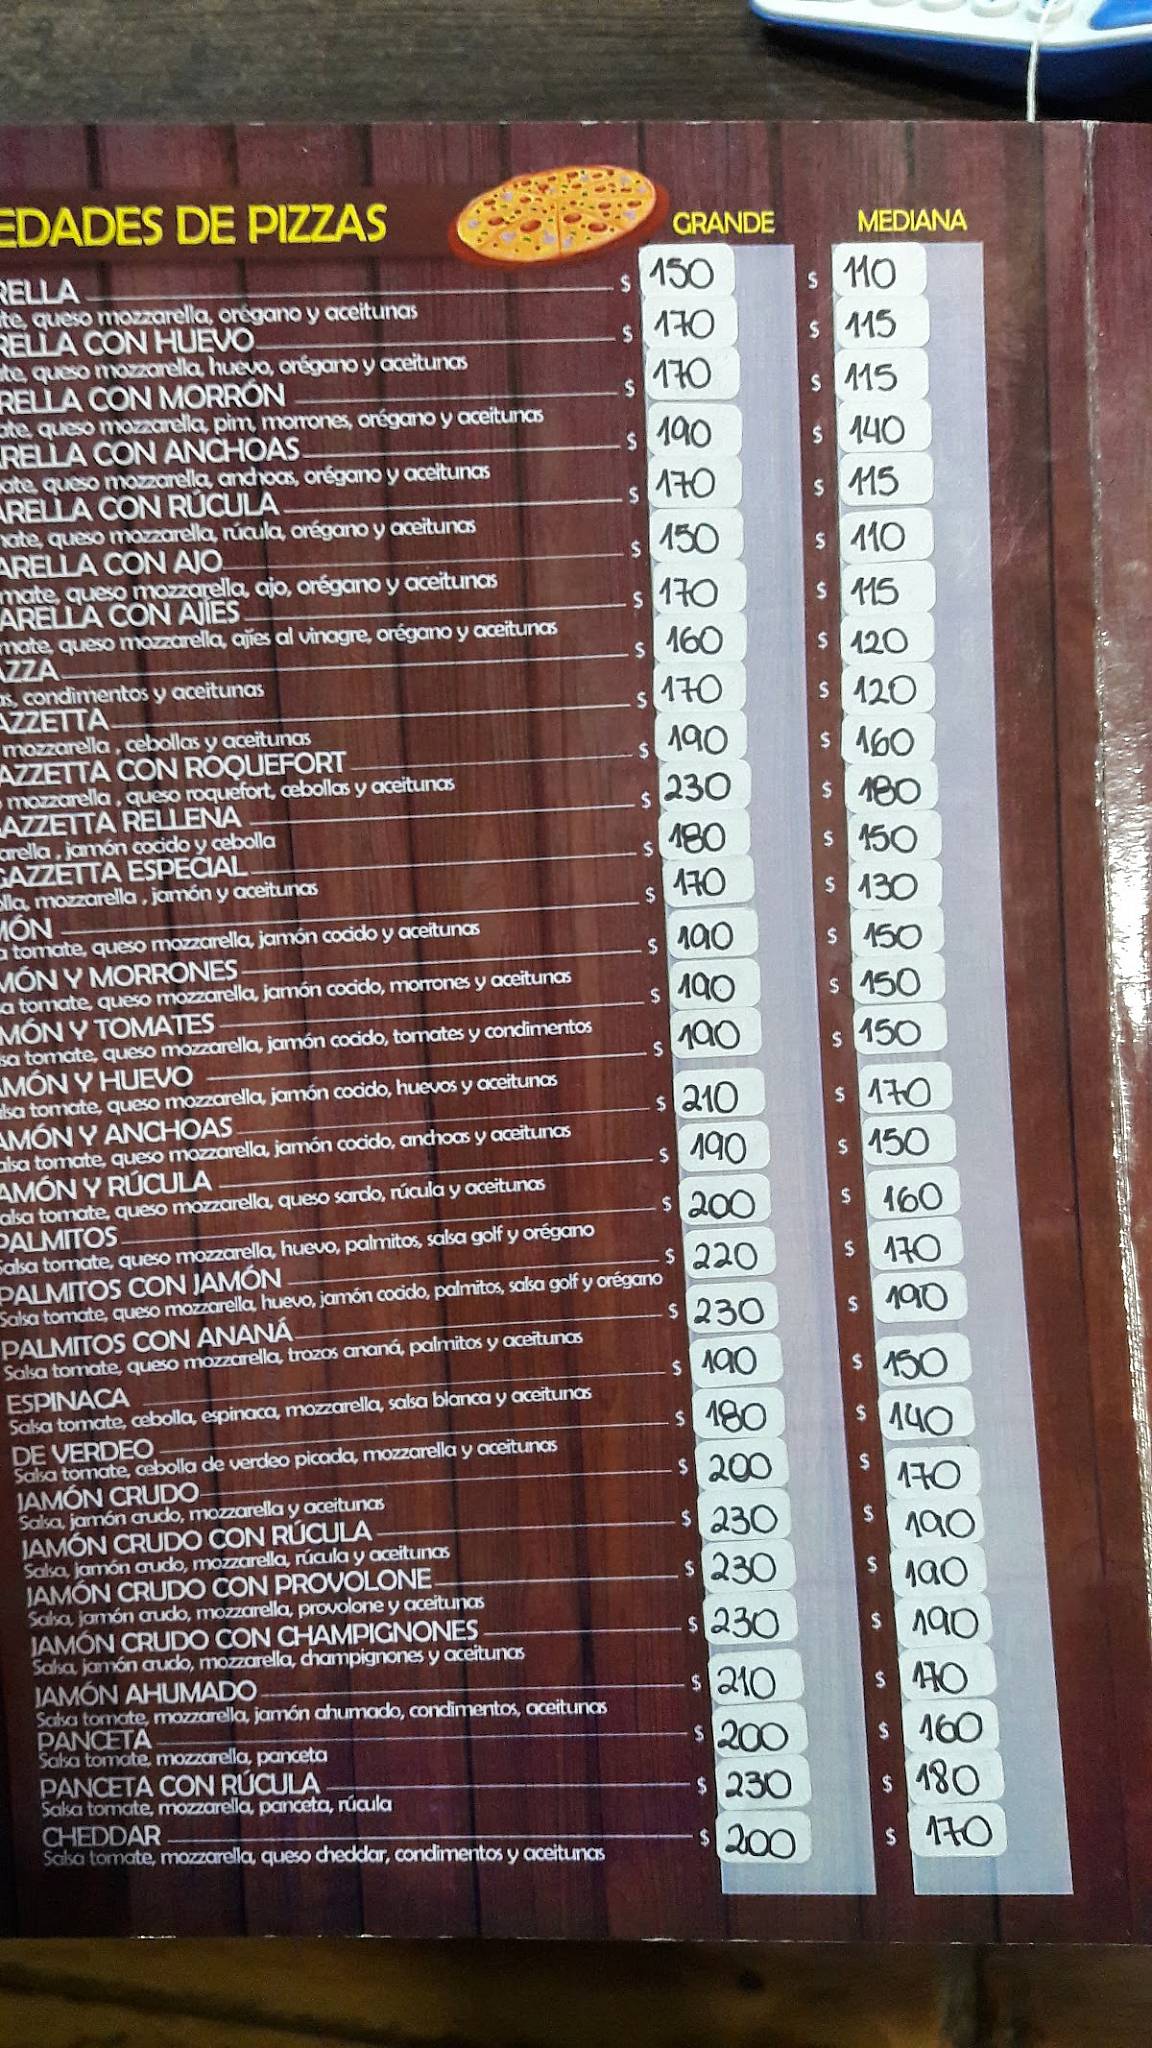 EDADES DE PIZZAS GRANDE MEDIANA
RELLA $ 150 $ 110
te, queso mozzarella, orégano y aceitunas
RELLA CON HUEVO $ 170 $ 115
te, queso mozzarella, huevo, orégano y aceitunas
RELLA CON MORRÓN $ 170 $ 115
ate, queso mozzarella, pim, morrones, orégano y aceitunas
RELLA CON ANCHOAS $ 190 $ 140
ate, queso mozzarella, anchoas, orégano y aceitunas
ARELLA CON RÚCULA $ 170 $ 115
nate, queso mozzarella, rúcula, orégano y aceitunas
ARELLA CON AJO $ 150 $ 110
mate, queso mozzarella, ajo, orégano y aceitunas
ARELLA CON AJÍES $ 170 $ 115
mate, queso mozzarella, ajíes al vinagre, orégano y aceitunas
AZZA $ 160 $ 120
as, condimentos y aceitunas
AZZETTA $ 170 $ 120
mozzarella , cebollas y aceitunas
AZZETTA CON ROQUEFORT $ 190 $ 160
mozzarella , queso roquefort, cebollas y aceitunas
AZZETTA RELLENA $ 230 $ 180
arella , jamón cocido y cebolla
GAZZETTA ESPECIAL $ 180 $ 150
olla, mozzarella , jamón y aceitunas
MÓN $ 170 $ 130
a tomate, queso mozzarella, jamón cocido y aceitunas
MÓN Y MORRONES $ 190 $ 150
a tomate, queso mozzarella, jamón cocido, morrones y aceitunas
MÓN Y TOMATES $ 190 $ 150
sa tomate, queso mozzarella, jamón cocido, tomates y condimentos
AMÓN Y HUEVO $ 190 $ 150
alsa tomate, queso mozzarella, jamón cocido, huevos y aceitunas
AMÓN Y ANCHOAS $ 210 $ 170
alsa tomate, queso mozzarella, jamón cocido, anchoas y aceitunas
AMÓN Y RÚCULA $ 190 $ 150
alsa tomate, queso mozzarella, queso sardo, rúcula y aceitunas
PALMITOS $ 200 $ 160
Salsa tomate, queso mozzarella, huevo, palmitos, salsa golf y orégano
PALMITOS CON JAMÓN $ 220 $ 170
Salsa tomate, queso mozzarella, huevo, jamón cocido, palmitos, salsa golf y orégano
PALMITOS CON ANANÁ $ 230 $ 190
Salsa tomate, queso mozzarella, trozos ananá, palmitos y aceitunas
ESPINACA $ 190 $ 150
Salsa tomate, cebolla, espinaca, mozzarella, salsa blanca y aceitunas
DE VERDEO $ 180 $ 140
Salsa tomate, cebolla de verdeo picada, mozzarella y aceitunas
JAMÓN CRUDO $ 200 $ 170
Salsa, jamón crudo, mozzarella y aceitunas
JAMÓN CRUDO CON RÚCULA $ 230 $ 190
Salsa, jamón crudo, mozzarella, rúcula y aceitunas
JAMÓN CRUDO CON PROVOLONE $ 230 $ 190
Salsa, jamón crudo, mozzarella, provolone y aceitunas
JAMÓN CRUDO CON CHAMPIGNONES $ 230 $ 190
Salsa, jamón crudo, mozzarella, champignones y aceitunas
JAMÓN AHUMADO $ 210 $ 170
Salsa tomate, mozzarella, jamón ahumado, condimentos, aceitunas
PANCETA $ 200 $ 160
Salsa tomate, mozzarella, panceta
PANCETA CON RÚCULA $ 230 $ 180
Salsa tomate, mozzarella, panceta, rúcula
CHEDDAR $ 200 $ 170
Salsa tomate, mozzarella, queso cheddar, condimentos y aceitunas